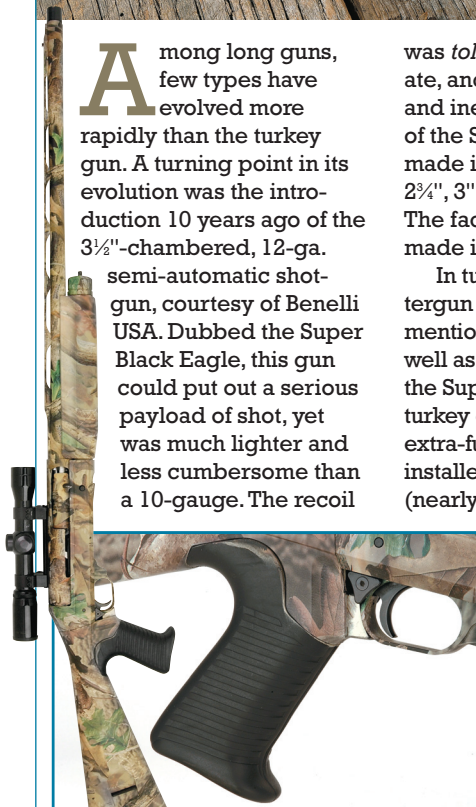 Among long guns,
few types have
evolved more
rapidly than the turkey
gun. A turning point in its
evolution was the intro-
duction 10 years ago of the
3½"-chambered, 12-ga.
semi-automatic shot-
gun, courtesy of Benelli
USA. Dubbed the Super
Black Eagle, this gun
could put out a serious
payload of shot, yet
was much lighter and
less cumbersome than
a 10-gauge. The recoil
was
ate, and
and ine
of the S
made i
2¾", 3"
The fac
made i
In tu
tergun
mentio
well as
the Sup
turkey
extra-fu
installe
(nearly